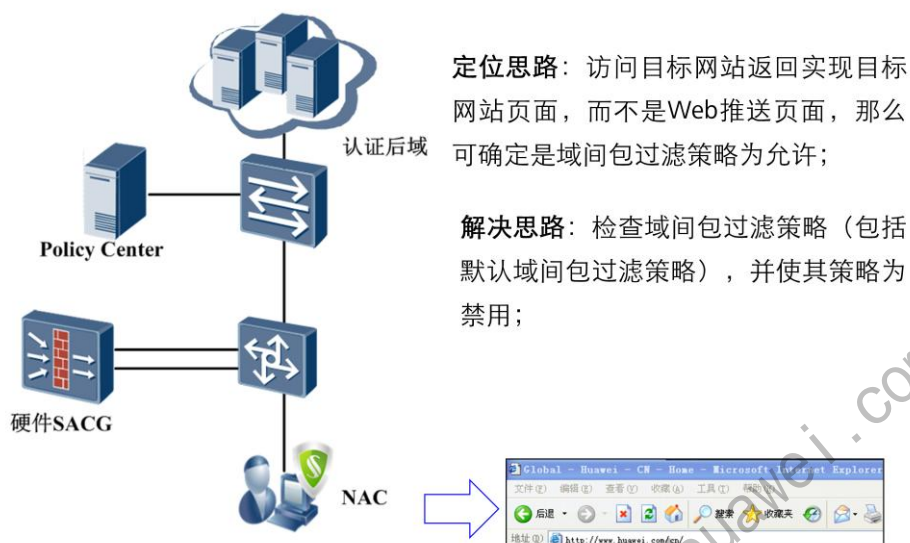 定位思路：访问目标网站返回实现目标
网站页面，而不是Web推送页面，那么
可确定是域间包过滤策略为允许；
认证后域
Policy Center
解决思路：检查域间包过滤策略（包括
默认域间包过滤策略），并使其策略为
禁用；
硬件SACG
NAC
Global - Huawei - CN - Home - Microsoft Internet Explorer
文件(F) 编辑(E) 查看(V) 收藏(A) 工具(T) 帮助(H)
后退 搜索 收藏夹
地址(D) http://www.huawei.com/cn/
huawei.com